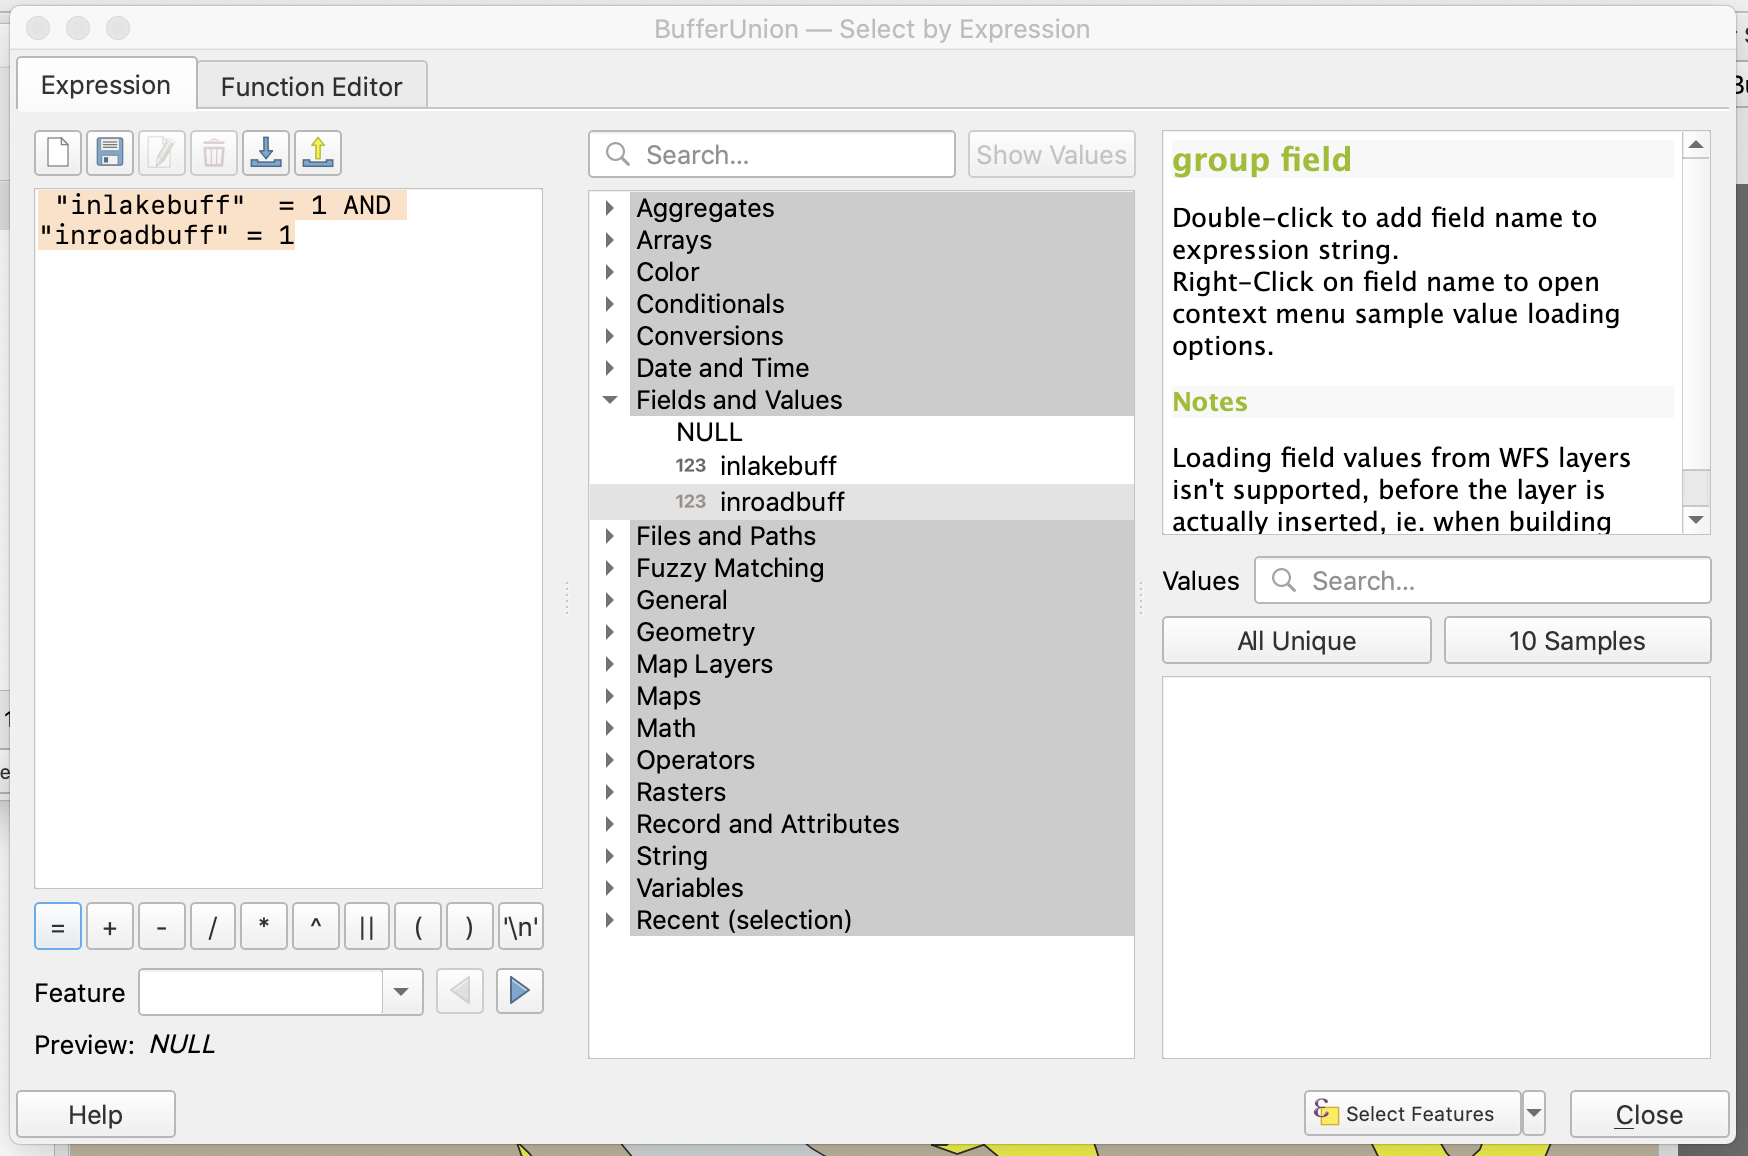 BufferUnion — Select by Expression
Expression
Function Editor
"inlakebuff"  = 1 AND
"inroadbuff" = 1
= + - / * ^ || ( ) '\n'
Feature
Preview: NULL
Help
Search...
Show Values
Aggregates
Arrays
Color
Conditionals
Conversions
Date and Time
Fields and Values
NULL
123 inlakebuff
123 inroadbuff
Files and Paths
Fuzzy Matching
General
Geometry
Map Layers
Maps
Math
Operators
Rasters
Record and Attributes
String
Variables
Recent (selection)
group field
Double-click to add field name to
expression string.
Right-Click on field name to open
context menu sample value loading
options.
Notes
Loading field values from WFS layers
isn't supported, before the layer is
actually inserted, ie. when building
Values
Search...
All Unique
10 Samples
Select Features
Close